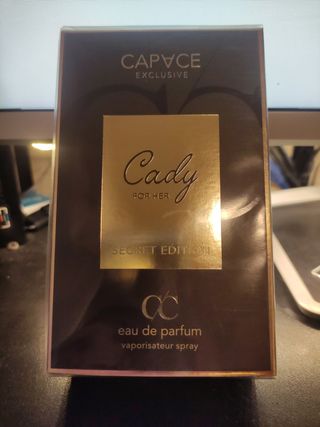 CAPACE
EXCLUSIVE
Cady
FOR HER
SECRET EDITION
CC
eau de parfum
vaporisateur spray